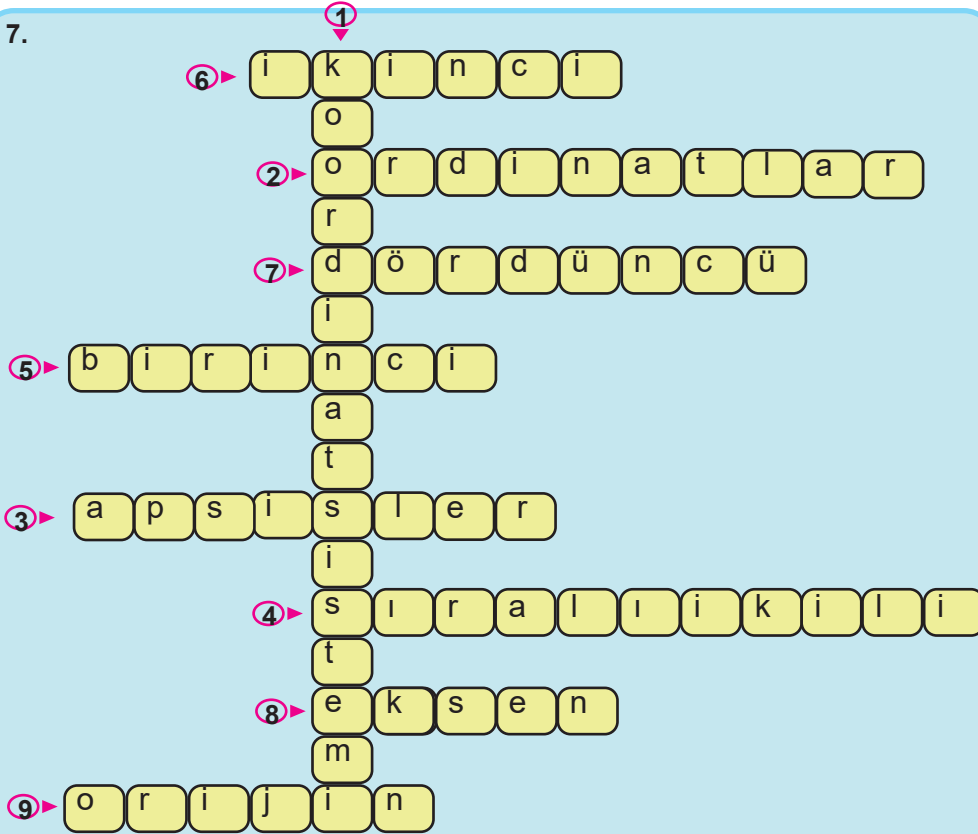 7.
1
6 ikinci
o
2 ordinatlar
r
7 dördüncü
i
5 birinci
a
t
3 apsisler
i
4 sıralıikili
t
8 eksen
m
9 orijin